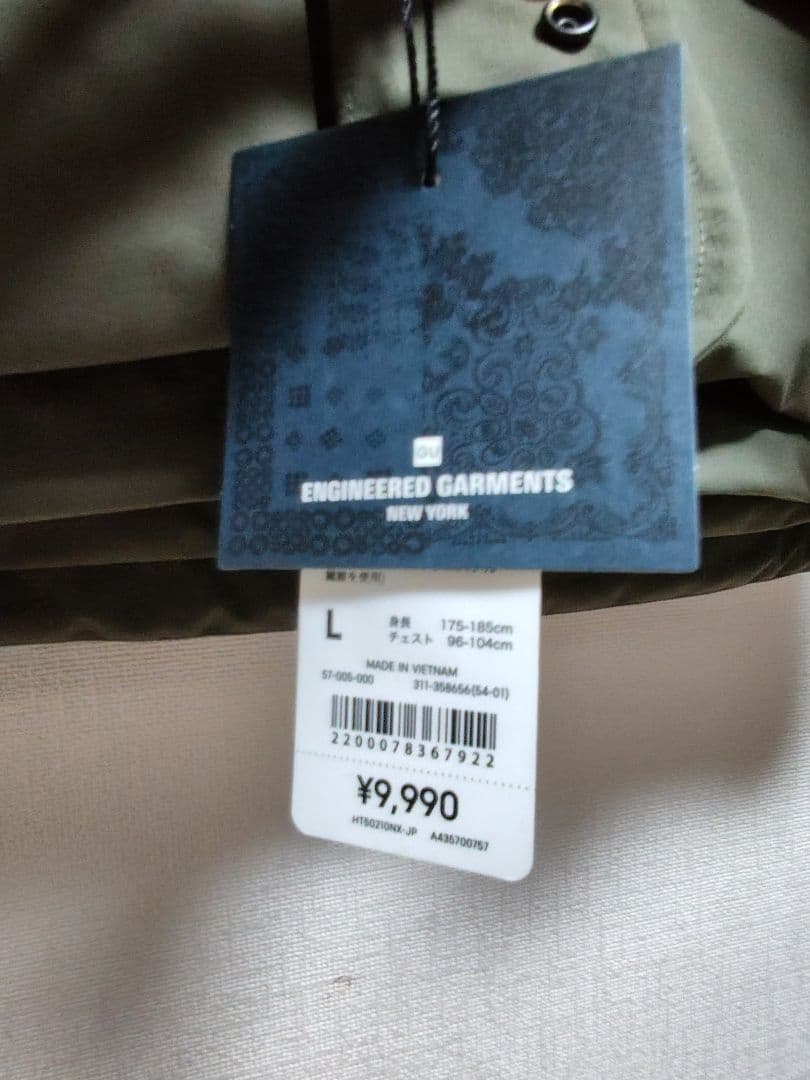 GU
ENGINEERED GARMENTS
NEW YORK
L
身長 175-185cm
チェスト 96-104cm
MADE IN VIETNAM
57-005-000 311-358656(54-01)
2200078367922
¥9,990
HT50210NX-JP A435700757